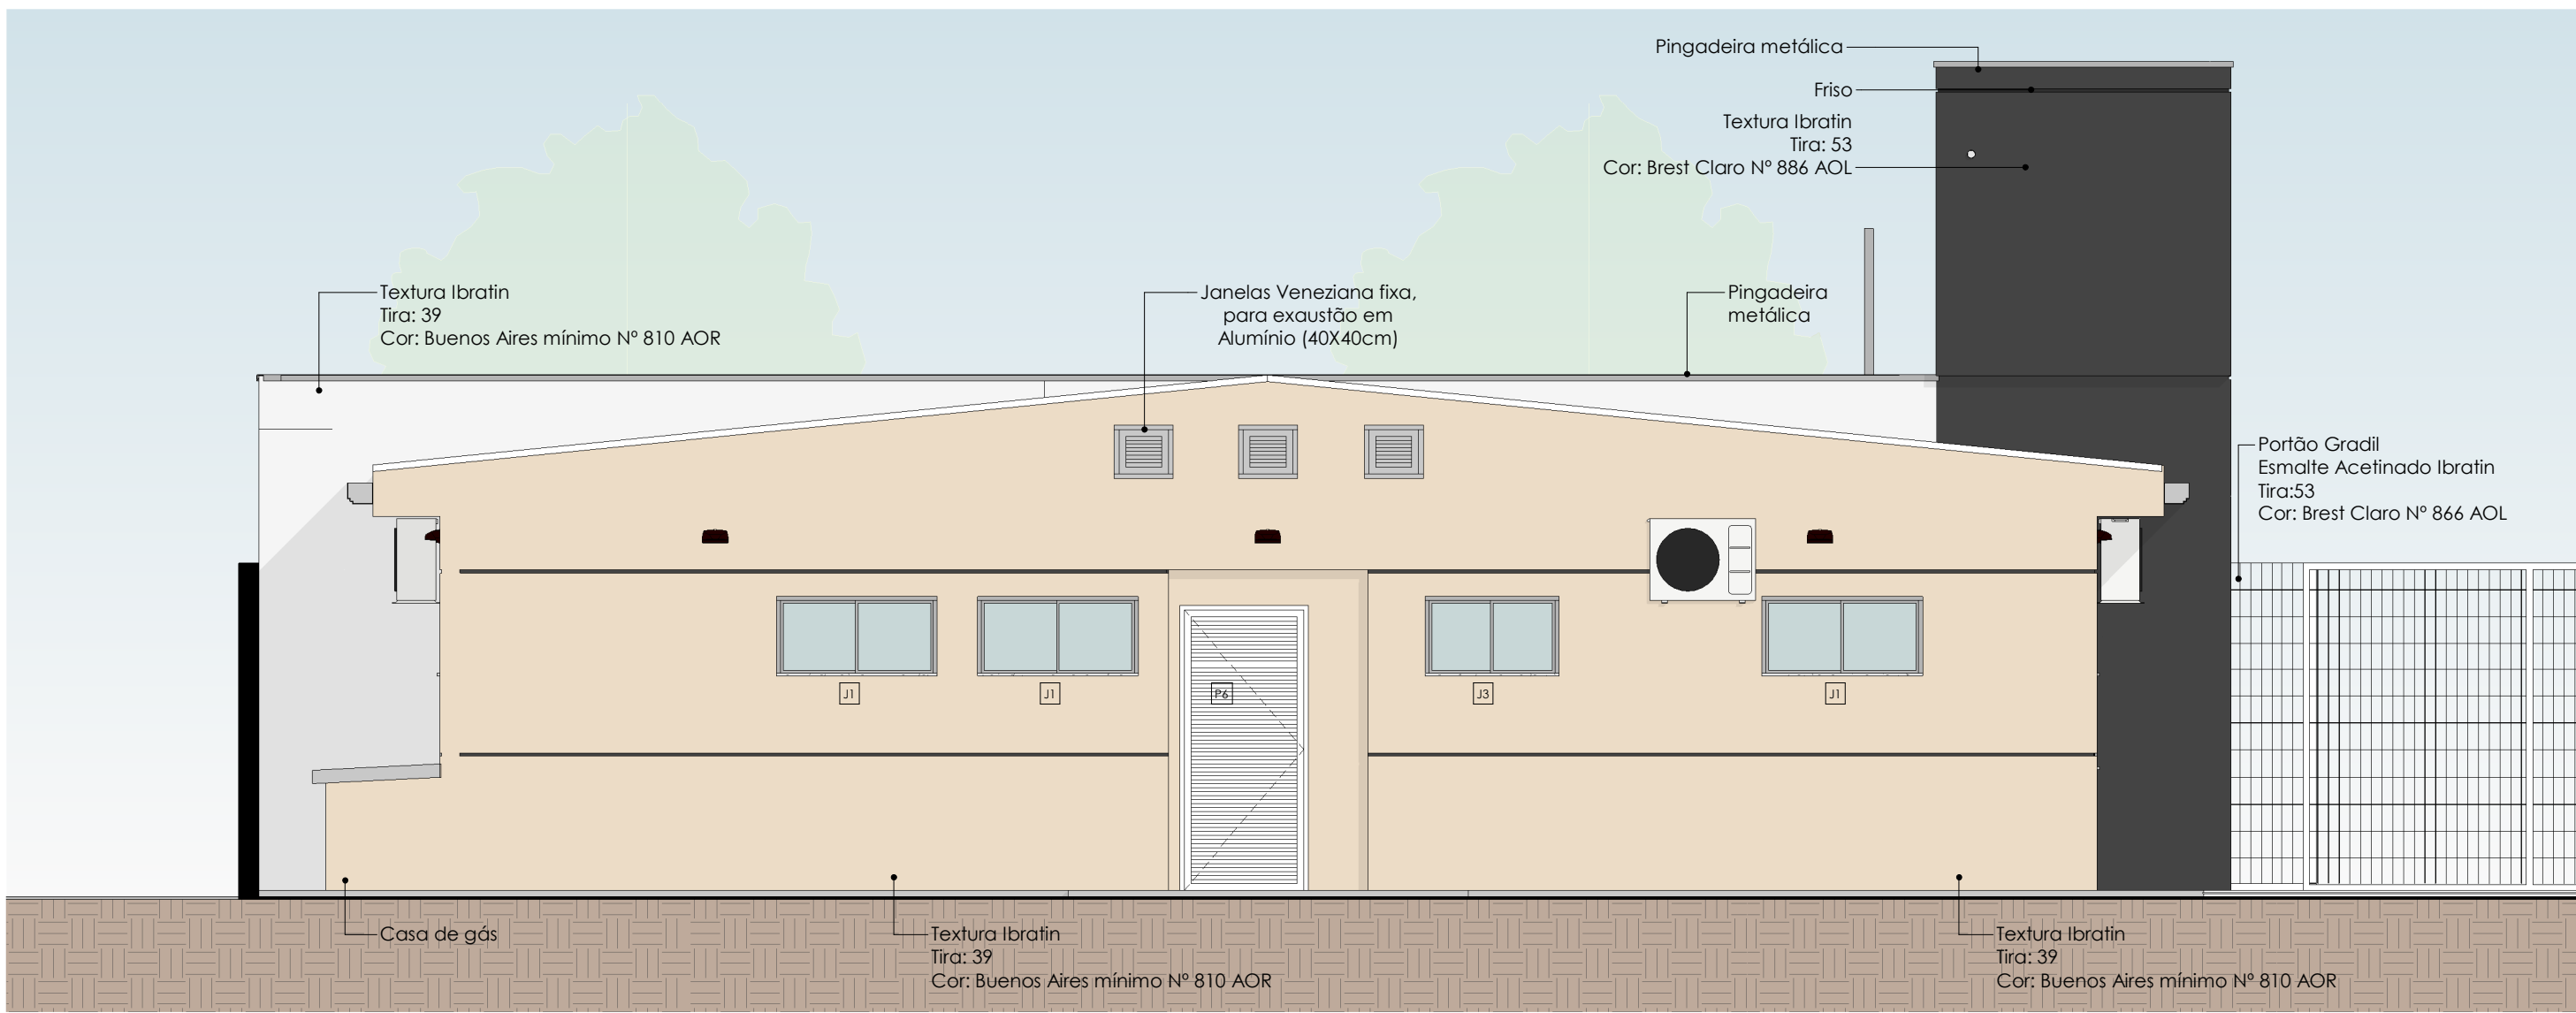 Pingadeira metálica
Friso
Textura Ibratin
Tira: 53
Cor: Brest Claro Nº 886 AOL
Textura Ibratin
Tira: 39
Cor: Buenos Aires mínimo Nº 810 AOR
Janelas Veneziana fixa,
para exaustão em
Alumínio (40X40cm)
Pingadeira
metálica
Portão Gradil
Esmalte Acetinado Ibratin
Tira:53
Cor: Brest Claro Nº 866 AOL
J1
J1
P6
J3
J1
Casa de gás
Textura Ibratin
Tira: 39
Cor: Buenos Aires mínimo Nº 810 AOR
Textura Ibratin
Tira: 39
Cor: Buenos Aires mínimo Nº 810 AOR